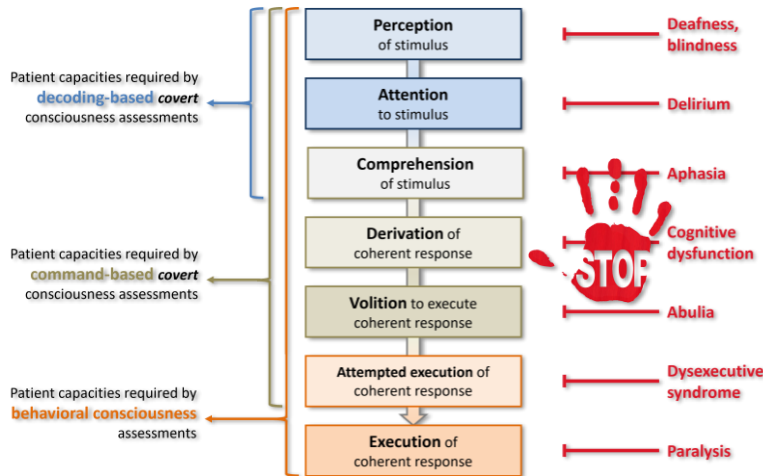 Perception
of stimulus
Deafness,
blindness
Patient capacities required by
decoding-based covert
consciousness assessments
Attention
to stimulus
Delirium
Comprehension
of stimulus
Aphasia
Derivation of
coherent response
Cognitive
dysfunction
STOP
Patient capacities required by
command-based covert
consciousness assessments
Volition to execute
coherent response
Abulia
Attempted execution of
coherent response
Dysexecutive
syndrome
Patient capacities required by
behavioral consciousness
assessments
Execution of
coherent response
Paralysis